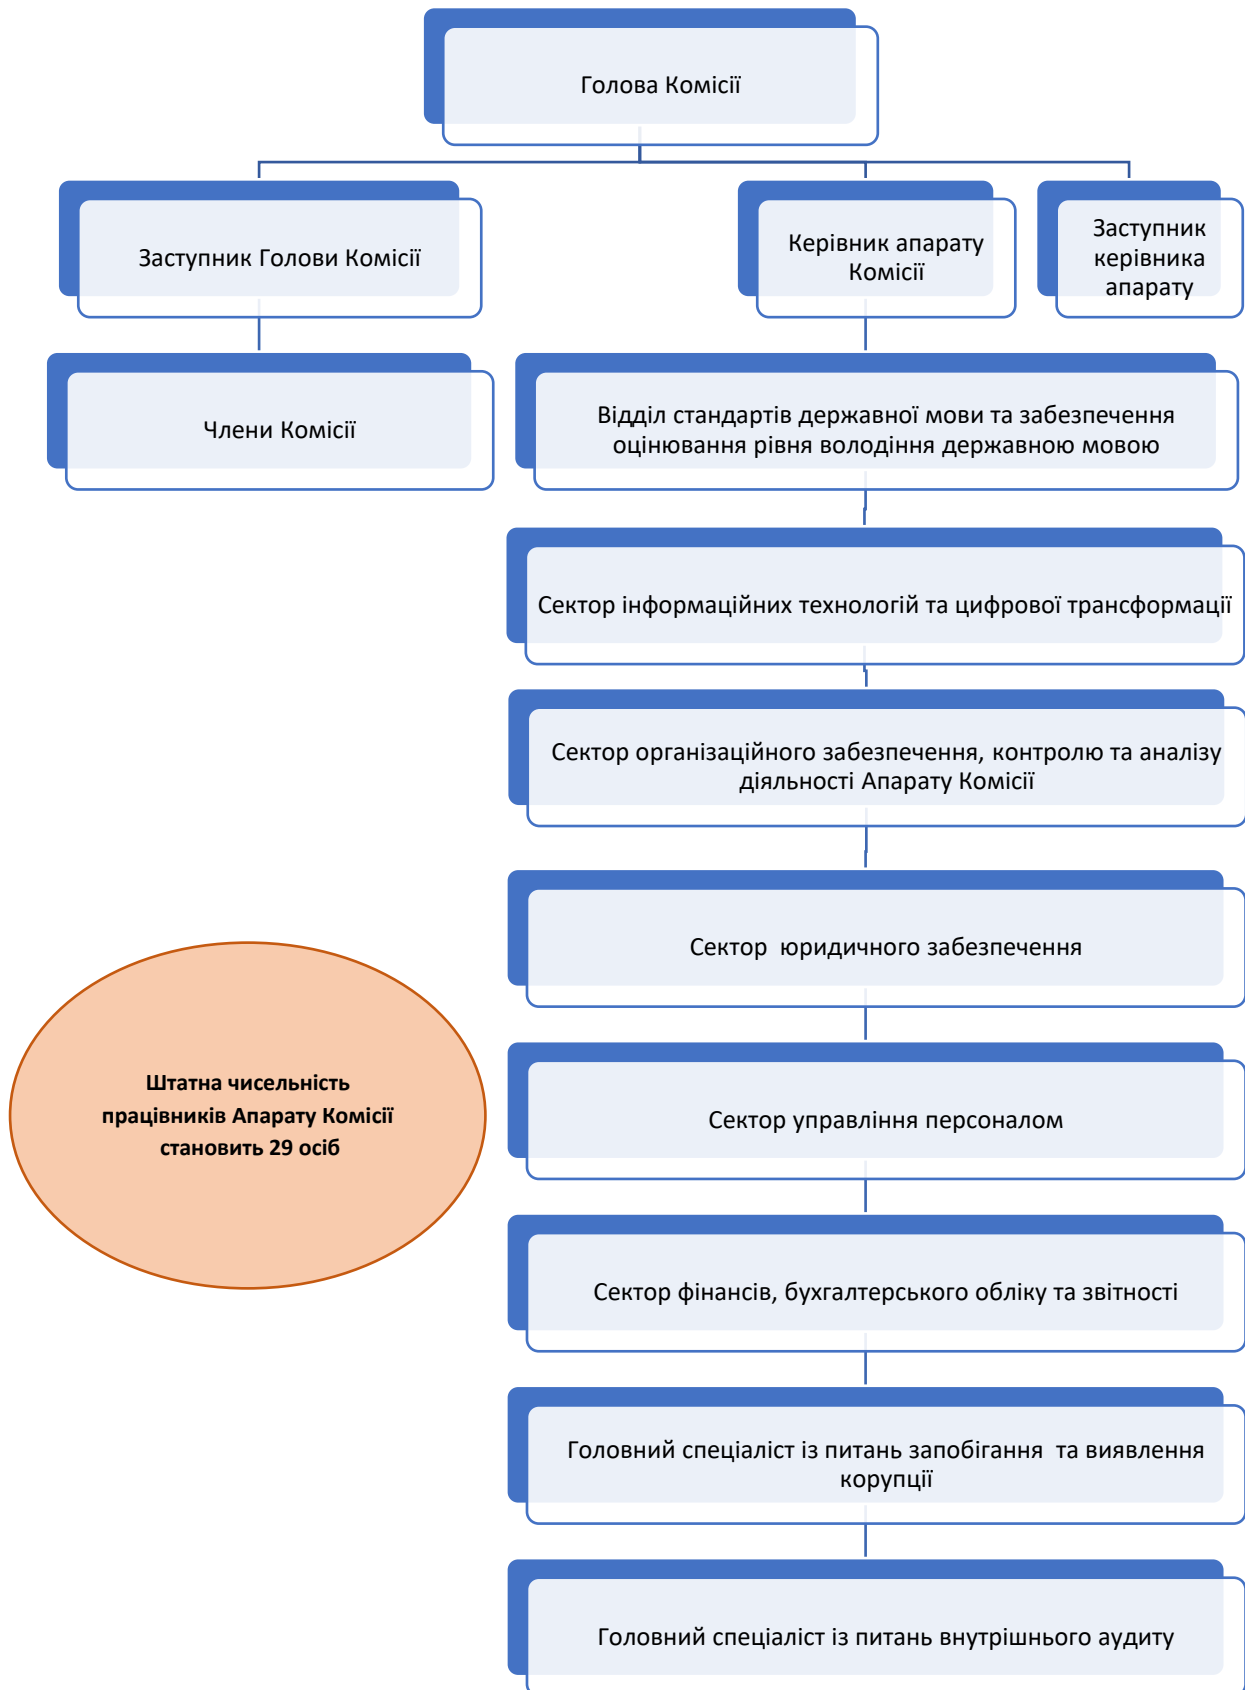 Голова Комісії
Заступник Голови Комісії
Керівник апарату
Комісії
Заступник
керівника
апарату
Члени Комісії
Відділ стандартів державної мови та забезпечення
оцінювання рівня володіння державною мовою
Сектор інформаційних технологій та цифрової трансформації
Сектор організаційного забезпечення, контролю та аналізу
діяльності Апарату Комісії
Сектор юридичного забезпечення
Штатна чисельність
працівників Апарату Комісії
становить 29 осіб
Сектор управління персоналом
Сектор фінансів, бухгалтерського обліку та звітності
Головний спеціаліст із питань запобігання та виявлення
корупції
Головний спеціаліст із питань внутрішнього аудиту